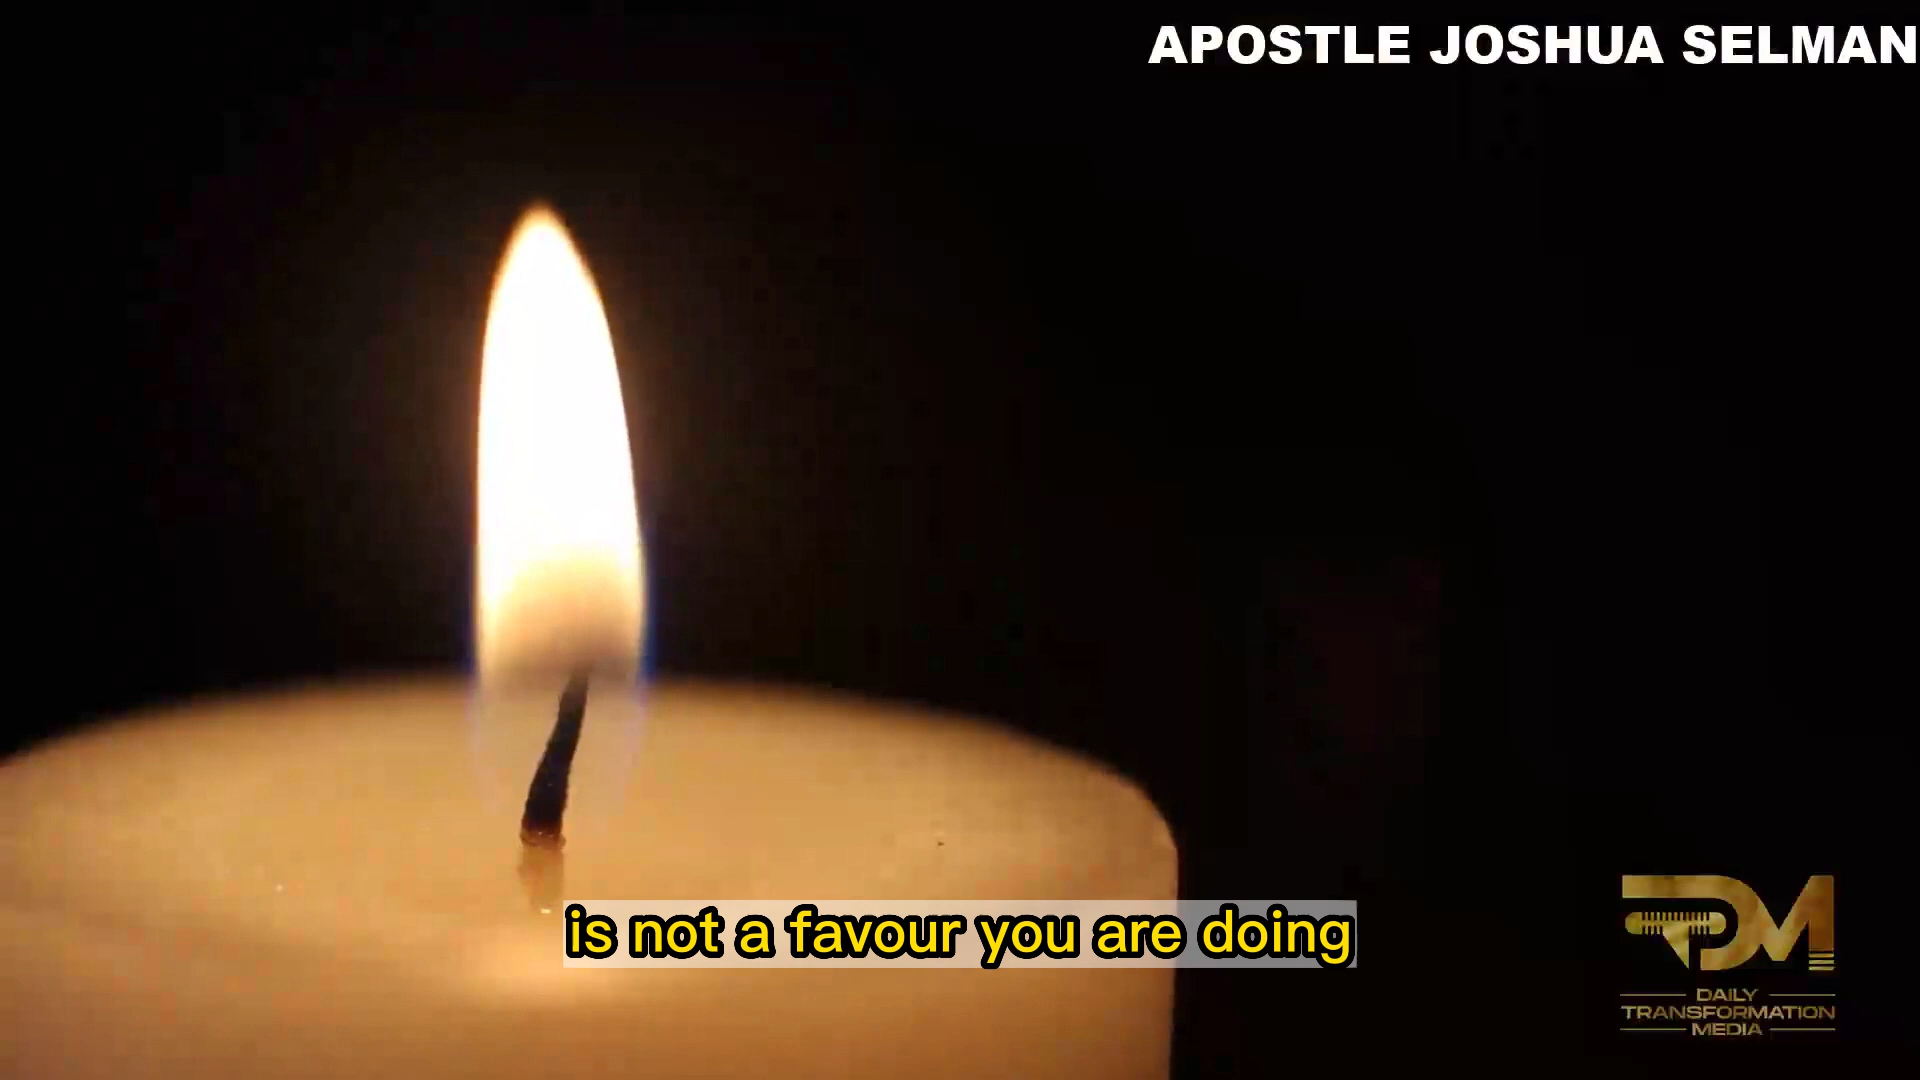 APOSTLE JOSHUA SELMAN
is not a favour you are doing
DAILY
TRANSFORMATION
MEDIA